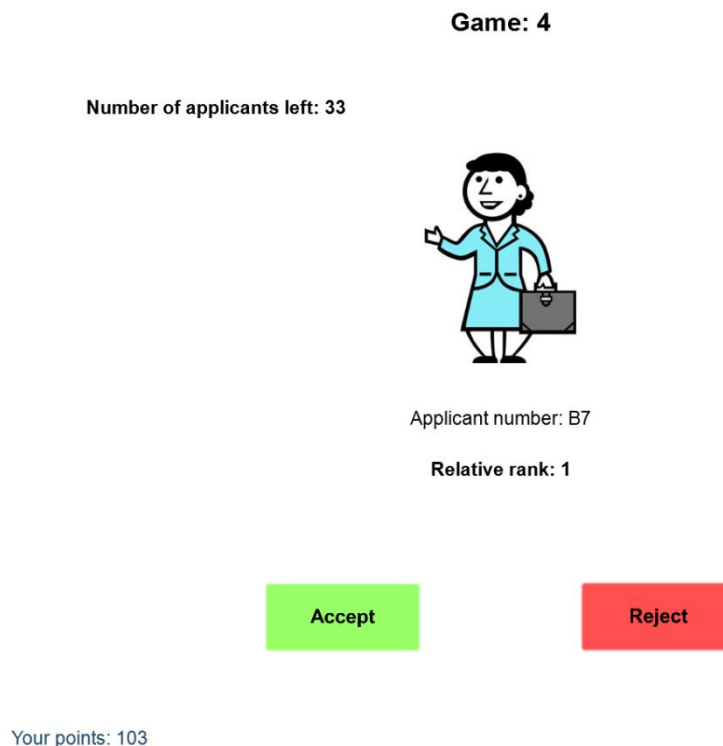 Game: 4
Number of applicants left: 33
Applicant number: B7
Relative rank: 1
Accept
Reject
Your points: 103